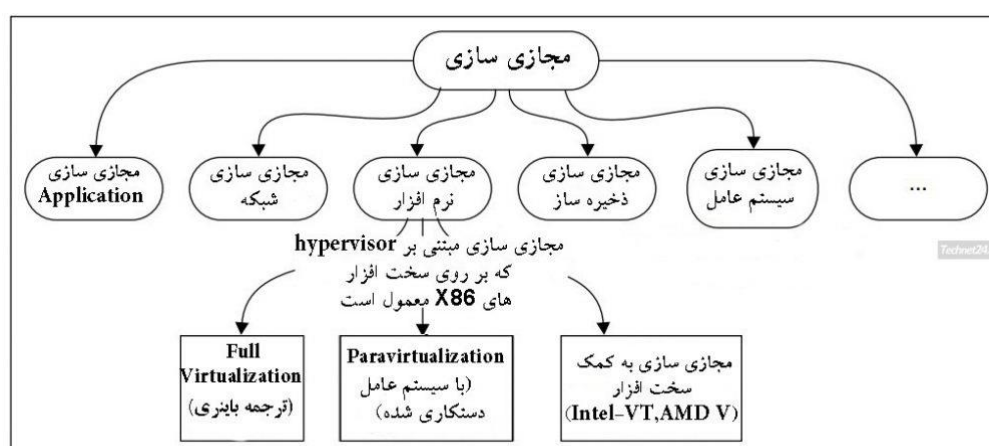 مجازی سازی
مجازی سازی
Application
مجازی سازی
شبکه
مجازی سازی
نرم افزار
مجازی سازی
ذخیره ساز
مجازی سازی
سیستم عامل
...
مجازی سازی مبتنی بر hypervisor
که بر روی سخت افزار
های X86 معمول است
Technet24.
Full
Virtualization
(ترجمه باینری)
Paravirtualization
(با سیستم عامل
دستکاری شده)
مجازی سازی به کمک
سخت افزار
(Intel-VT,AMD V)